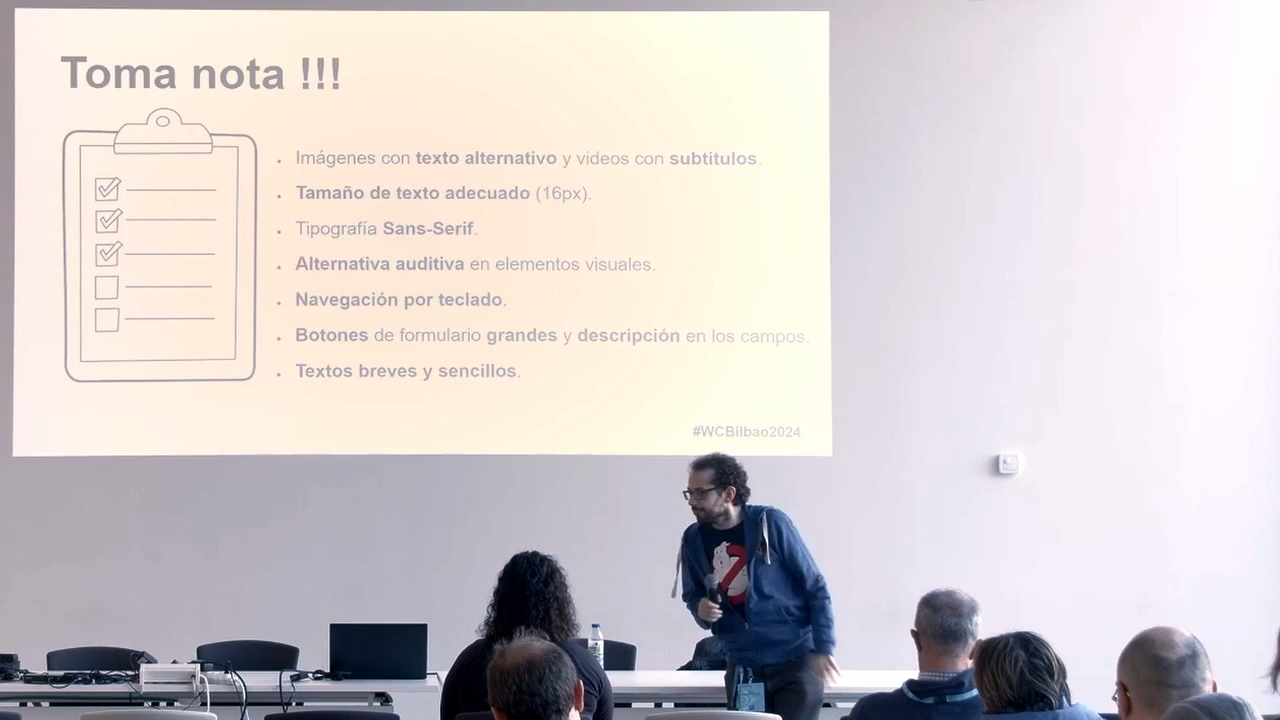 Toma nota !!!
Imágenes con texto alternativo y videos con subtitulos.
Tamaño de texto adecuado (16px).
Tipografía Sans-Serif.
Alternativa auditiva en elementos visuales.
Navegación por teclado.
Botones de formulario grandes y descripción en los campos.
Textos breves y sencillos.
#WCBilbao2024